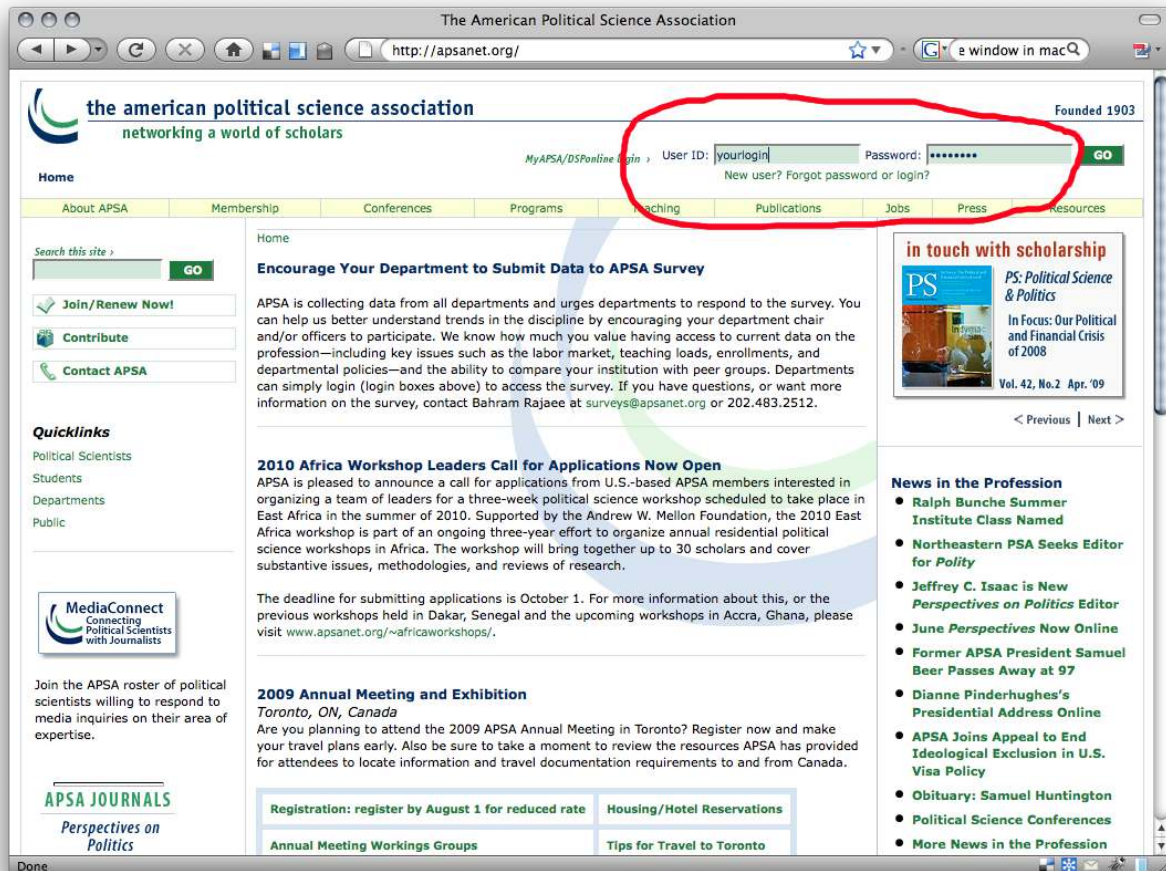 The American Political Science Association
http://apsanet.org/
e window in mac
the american political science association
Founded 1903
networking a world of scholars
MyAPSA/DSPonline login ›
User ID: yourlogin
Password: ••••••••
GO
New user? Forgot password or login?
Home
About APSA
Membership
Conferences
Programs
Teaching
Publications
Jobs
Press
Resources
Search this site ›
GO
Join/Renew Now!
Contribute
Contact APSA
Quicklinks
Political Scientists
Students
Departments
Public
MediaConnect
Connecting
Political Scientists
with Journalists
Join the APSA roster of political
scientists willing to respond to
media inquiries on their area of
expertise.
APSA JOURNALS
Perspectives on
Politics
Home
Encourage Your Department to Submit Data to APSA Survey
APSA is collecting data from all departments and urges departments to respond to the survey. You
can help us better understand trends in the discipline by encouraging your department chair
and/or officers to participate. We know how much you value having access to current data on the
profession—including key issues such as the labor market, teaching loads, enrollments, and
departmental policies—and the ability to compare your institution with peer groups. Departments
can simply login (login boxes above) to access the survey. If you have questions, or want more
information on the survey, contact Bahram Rajaee at surveys@apsanet.org or 202.483.2512.
2010 Africa Workshop Leaders Call for Applications Now Open
APSA is pleased to announce a call for applications from U.S.-based APSA members interested in
organizing a team of leaders for a three-week political science workshop scheduled to take place in
East Africa in the summer of 2010. Supported by the Andrew W. Mellon Foundation, the 2010 East
Africa workshop is part of an ongoing three-year effort to organize annual residential political
science workshops in Africa. The workshop will bring together up to 30 scholars and cover
substantive issues, methodologies, and reviews of research.
The deadline for submitting applications is October 1. For more information about this, or the
previous workshops held in Dakar, Senegal and the upcoming workshops in Accra, Ghana, please
visit www.apsanet.org/~africaworkshops/.
2009 Annual Meeting and Exhibition
Toronto, ON, Canada
Are you planning to attend the 2009 APSA Annual Meeting in Toronto? Register now and make
your travel plans early. Also be sure to take a moment to review the resources APSA has provided
for attendees to locate information and travel documentation requirements to and from Canada.
Registration: register by August 1 for reduced rate
Housing/Hotel Reservations
Annual Meeting Workings Groups
Tips for Travel to Toronto
in touch with scholarship
PS
PS: Political Science
& Politics
In Focus: Our Political
and Financial Crisis
of 2008
Vol. 42, No.2 Apr. '09
< Previous | Next >
News in the Profession
Ralph Bunche Summer
Institute Class Named
Northeastern PSA Seeks Editor
for Polity
Jeffrey C. Isaac is New
Perspectives on Politics Editor
June Perspectives Now Online
Former APSA President Samuel
Beer Passes Away at 97
Dianne Pinderhughes's
Presidential Address Online
APSA Joins Appeal to End
Ideological Exclusion in U.S.
Visa Policy
Obituary: Samuel Huntington
Political Science Conferences
More News in the Profession
Done